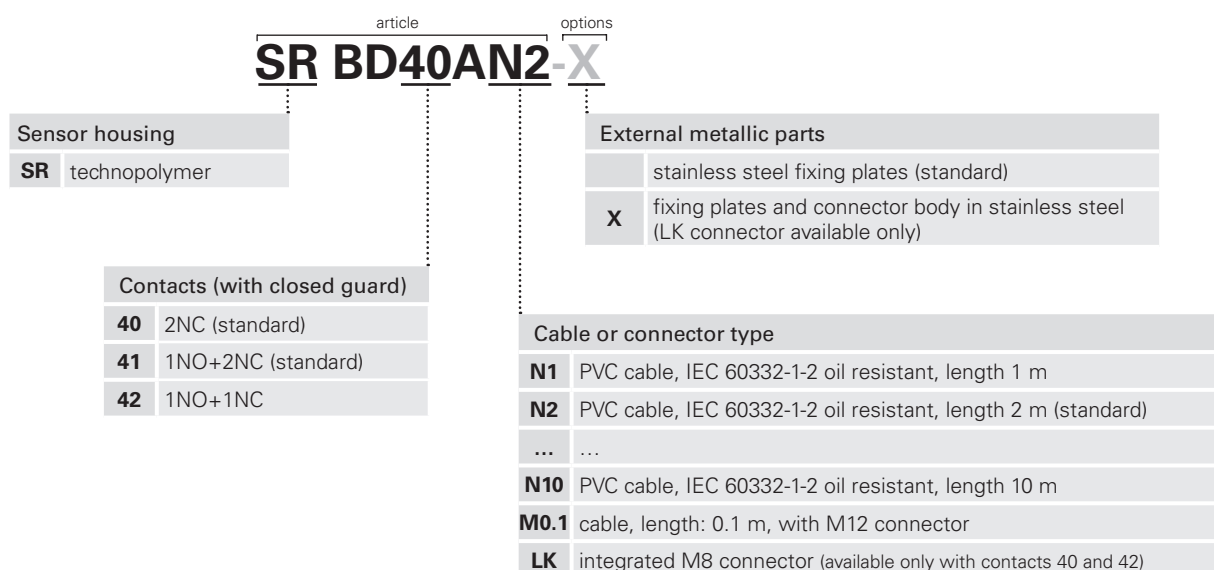 article options
SR BD40AN2-X
Sensor housing
SR technopolymer
External metallic parts
stainless steel fixing plates (standard)
X fixing plates and connector body in stainless steel
(LK connector available only)
Contacts (with closed guard)
40 2NC (standard)
41 1NO+2NC (standard)
42 1NO+1NC
Cable or connector type
N1 PVC cable, IEC 60332-1-2 oil resistant, length 1 m
N2 PVC cable, IEC 60332-1-2 oil resistant, length 2 m (standard)
... ...
N10 PVC cable, IEC 60332-1-2 oil resistant, length 10 m
M0.1 cable, length: 0.1 m, with M12 connector
LK integrated M8 connector (available only with contacts 40 and 42)